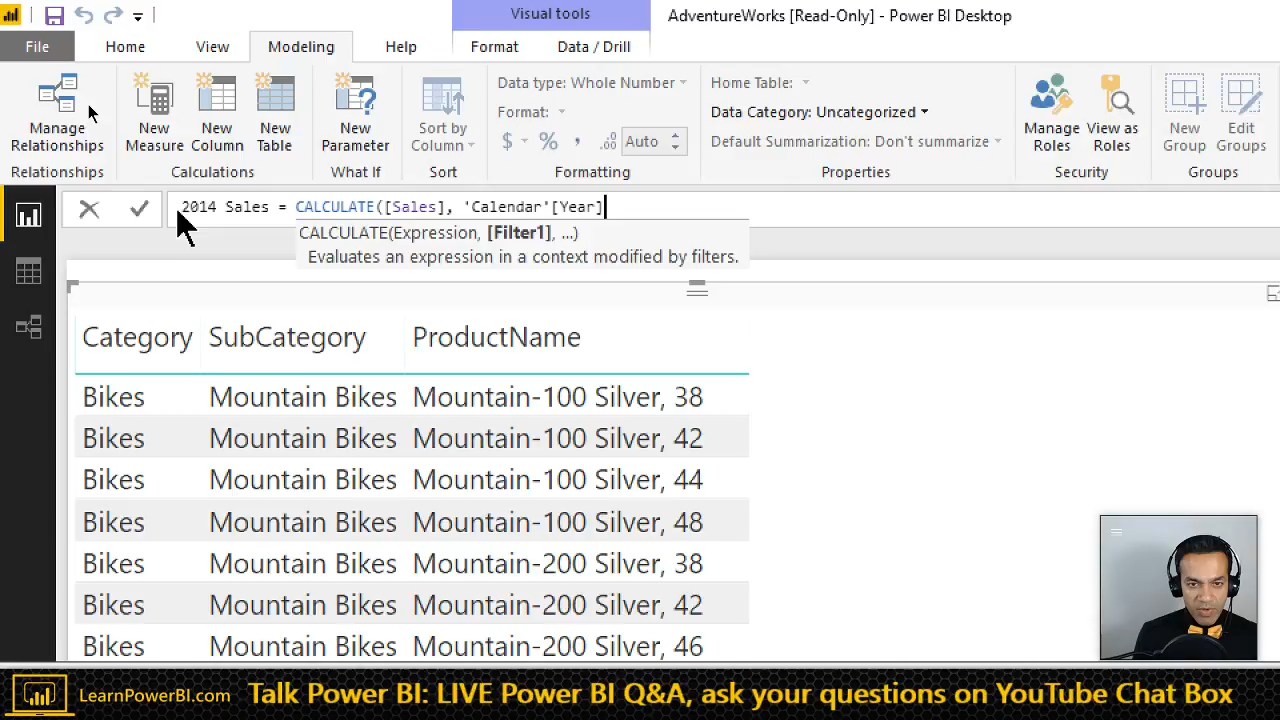 Visual tools
AdventureWorks [Read-Only] - Power BI Desktop
File Home View Modeling Help Format Data / Drill
Manage Relationships
New Measure
New Column
New Table
New Parameter
Sort by Column
Data type: Whole Number
Format:
$ % , .00 Auto
Home Table:
Data Category: Uncategorized
Default Summarization: Don't summarize
Manage Roles
View as Roles
New Group
Edit Groups
Relationships Calculations What If Sort Formatting Properties Security Groups
2014 Sales = CALCULATE([Sales], 'Calendar'[Year]
CALCULATE(Expression, [Filter1], ...)
Evaluates an expression in a context modified by filters.
Category SubCategory ProductName
Bikes Mountain Bikes Mountain-100 Silver, 38
Bikes Mountain Bikes Mountain-100 Silver, 42
Bikes Mountain Bikes Mountain-100 Silver, 44
Bikes Mountain Bikes Mountain-100 Silver, 48
Bikes Mountain Bikes Mountain-200 Silver, 38
Bikes Mountain Bikes Mountain-200 Silver, 42
Bikes Mountain Bikes Mountain-200 Silver, 46
LearnPowerBI.com Talk Power BI: LIVE Power BI Q&A, ask your questions on YouTube Chat Box